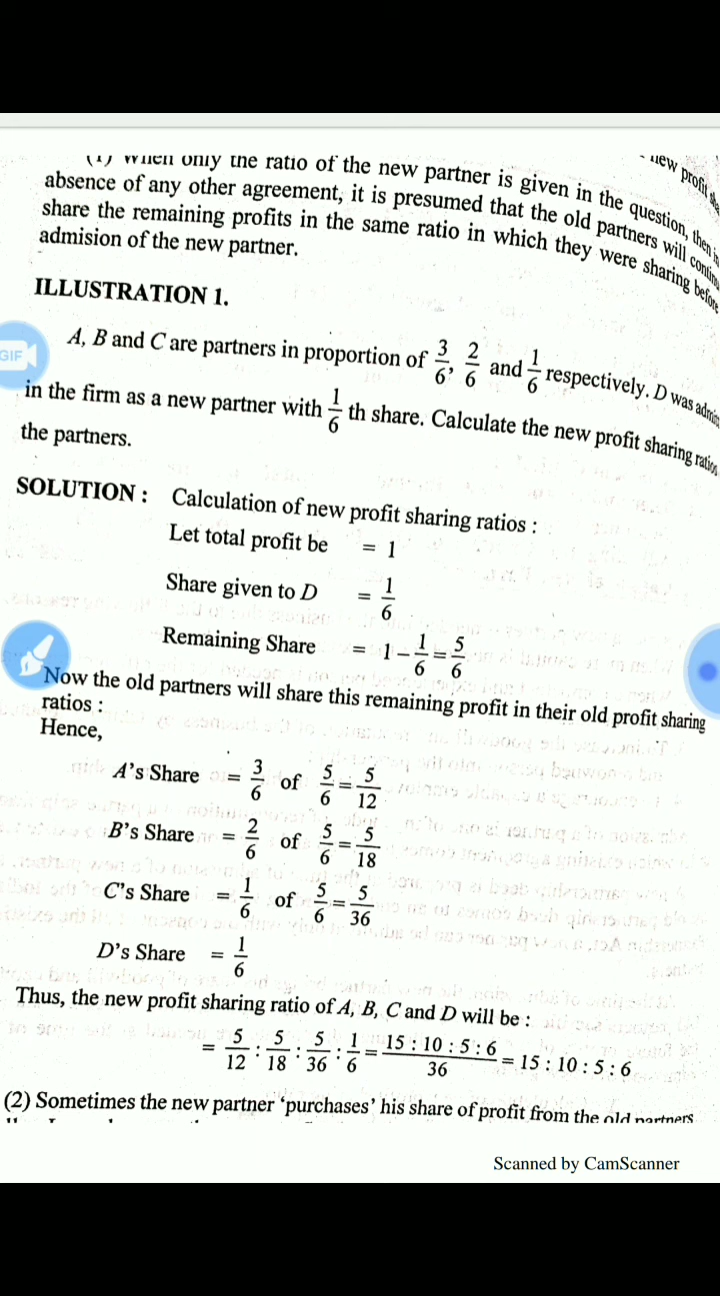 new profit
(1) When only the ratio of the new partner is given in the question, then
absence of any other agreement, it is presumed that the old partners will
share the remaining profits in the same ratio in which they were sharing before
admision of the new partner.
ILLUSTRATION 1.
GIF
A, B and C are partners in proportion of 3/6, 2/6 and 1/6 respectively. D was
in the firm as a new partner with 1/6 th share. Calculate the new profit sharing ratios
the partners.
SOLUTION : Calculation of new profit sharing ratios :
Let total profit be = 1
Share given to D = 1/6
Remaining Share = 1 – 1/6 = 5/6
Now the old partners will share this remaining profit in their old profit sharing
ratios :
Hence,
A's Share = 3/6 of 5/6 = 5/12
B's Share = 2/6 of 5/6 = 5/18
C's Share = 1/6 of 5/6 = 5/36
D's Share = 1/6
Thus, the new profit sharing ratio of A, B, C and D will be :
= 5/12 : 5/18 : 5/36 : 1/6 = 15 : 10 : 5 : 6/36 = 15 : 10 : 5 : 6
(2) Sometimes the new partner 'purchases' his share of profit from the old partners
Scanned by CamScanner